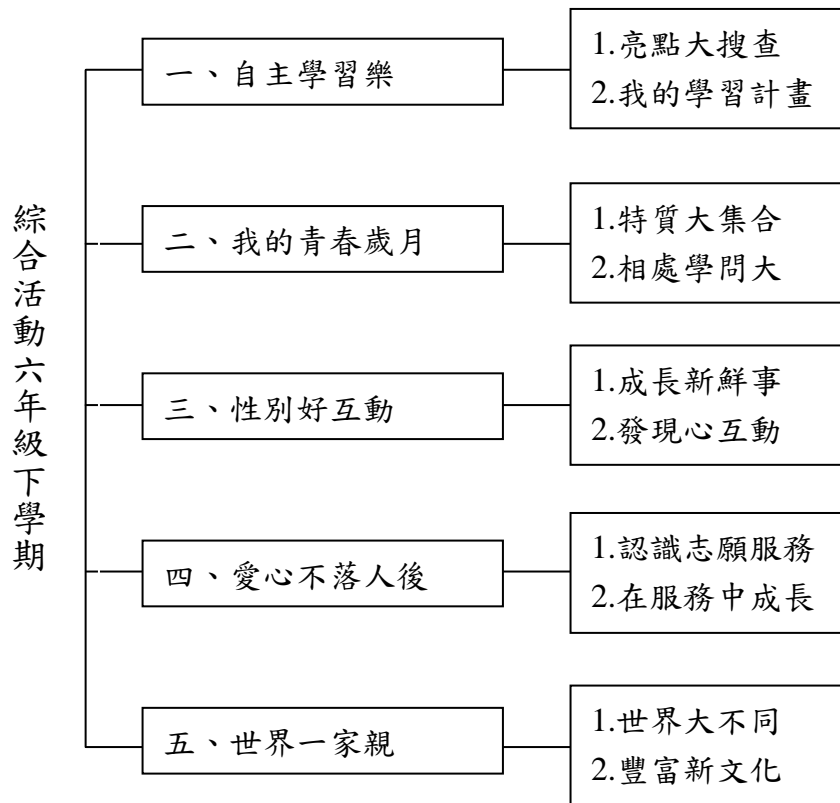 綜合活動六年級下學期
一、自主學習樂
1.亮點大搜查
2.我的學習計畫
二、我的青春歲月
1.特質大集合
2.相處學問大
三、性別好互動
1.成長新鮮事
2.發現心互動
四、愛心不落人後
1.認識志願服務
2.在服務中成長
五、世界一家親
1.世界大不同
2.豐富新文化